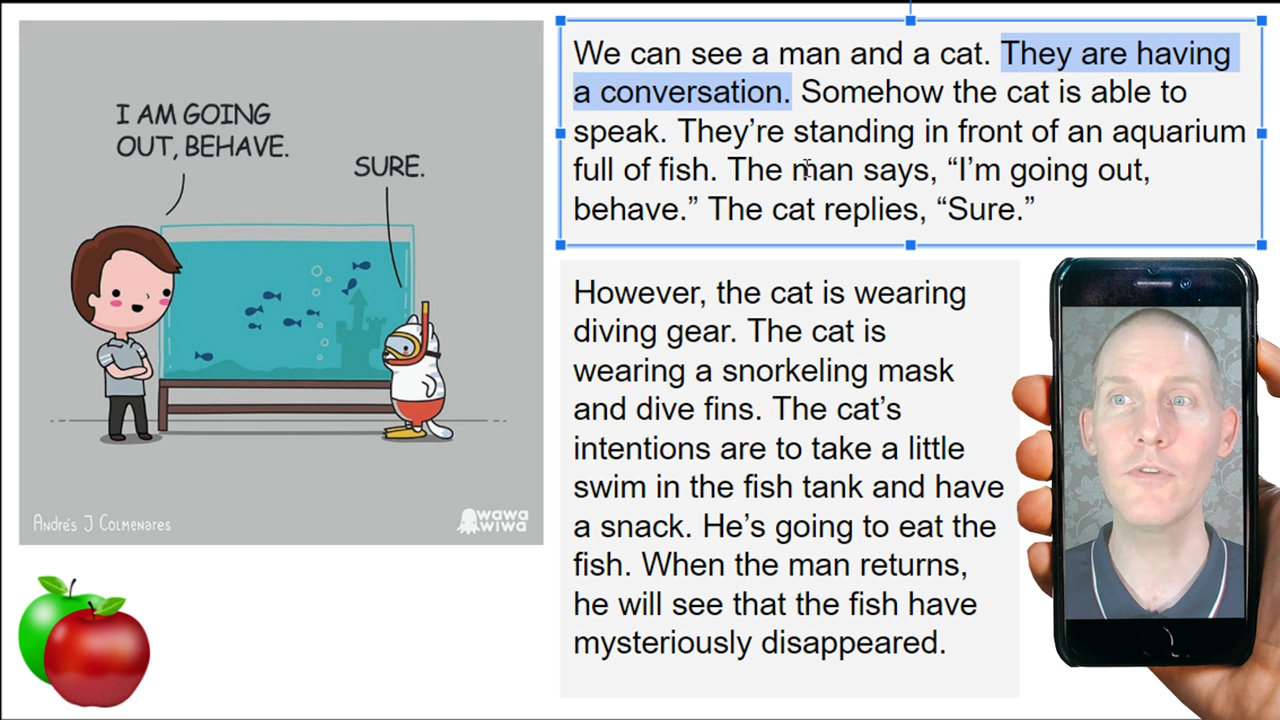 I AM GOING
OUT, BEHAVE.
SURE.
Andrés J Colmenares
wawa
wiwa
We can see a man and a cat. They are having
a conversation. Somehow the cat is able to
speak. They’re standing in front of an aquarium
full of fish. The man says, “I’m going out,
behave.” The cat replies, “Sure.”
However, the cat is wearing
diving gear. The cat is
wearing a snorkeling mask
and dive fins. The cat’s
intentions are to take a little
swim in the fish tank and have
a snack. He’s going to eat the
fish. When the man returns,
he will see that the fish have
mysteriously disappeared.